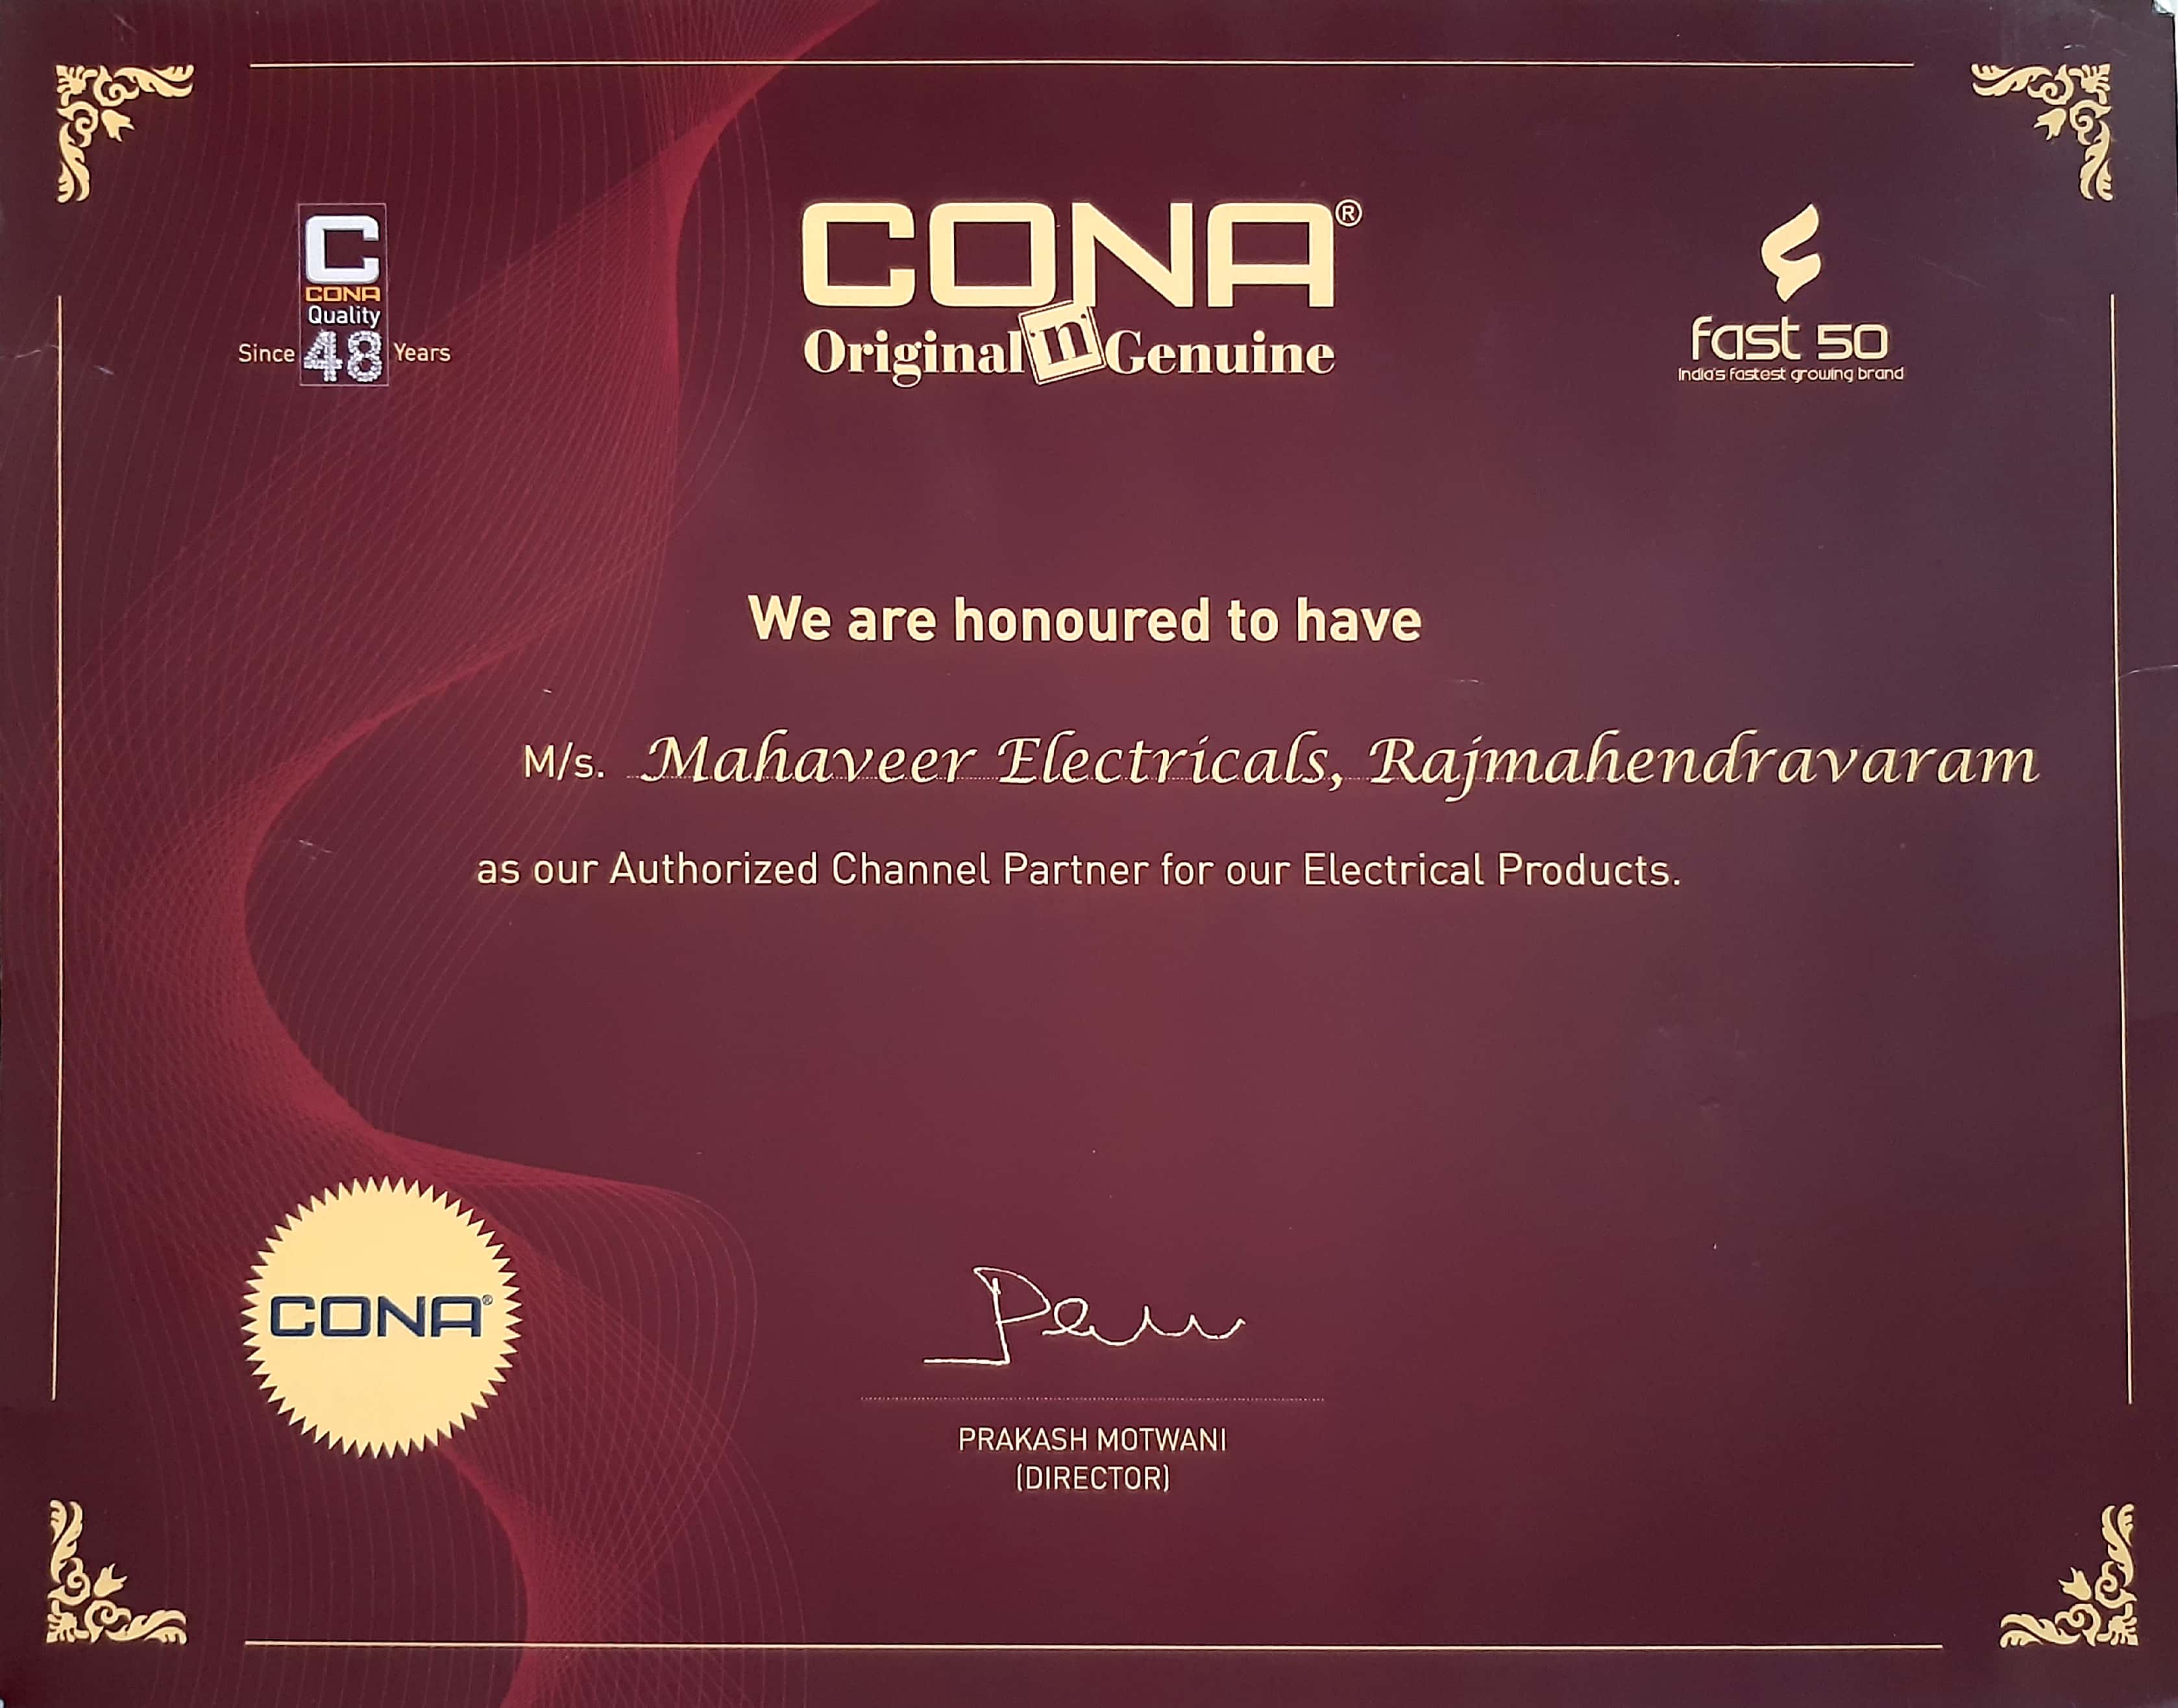 C
CONA
Quality
Since 48 Years
CONA®
Original n Genuine
fast 50
India's fastest growing brand
We are honoured to have
M/s. Mahaveer Electricals, Rajmahendravaram
as our Authorized Channel Partner for our Electrical Products.
CONA®
PRAKASH MOTWANI
(DIRECTOR)